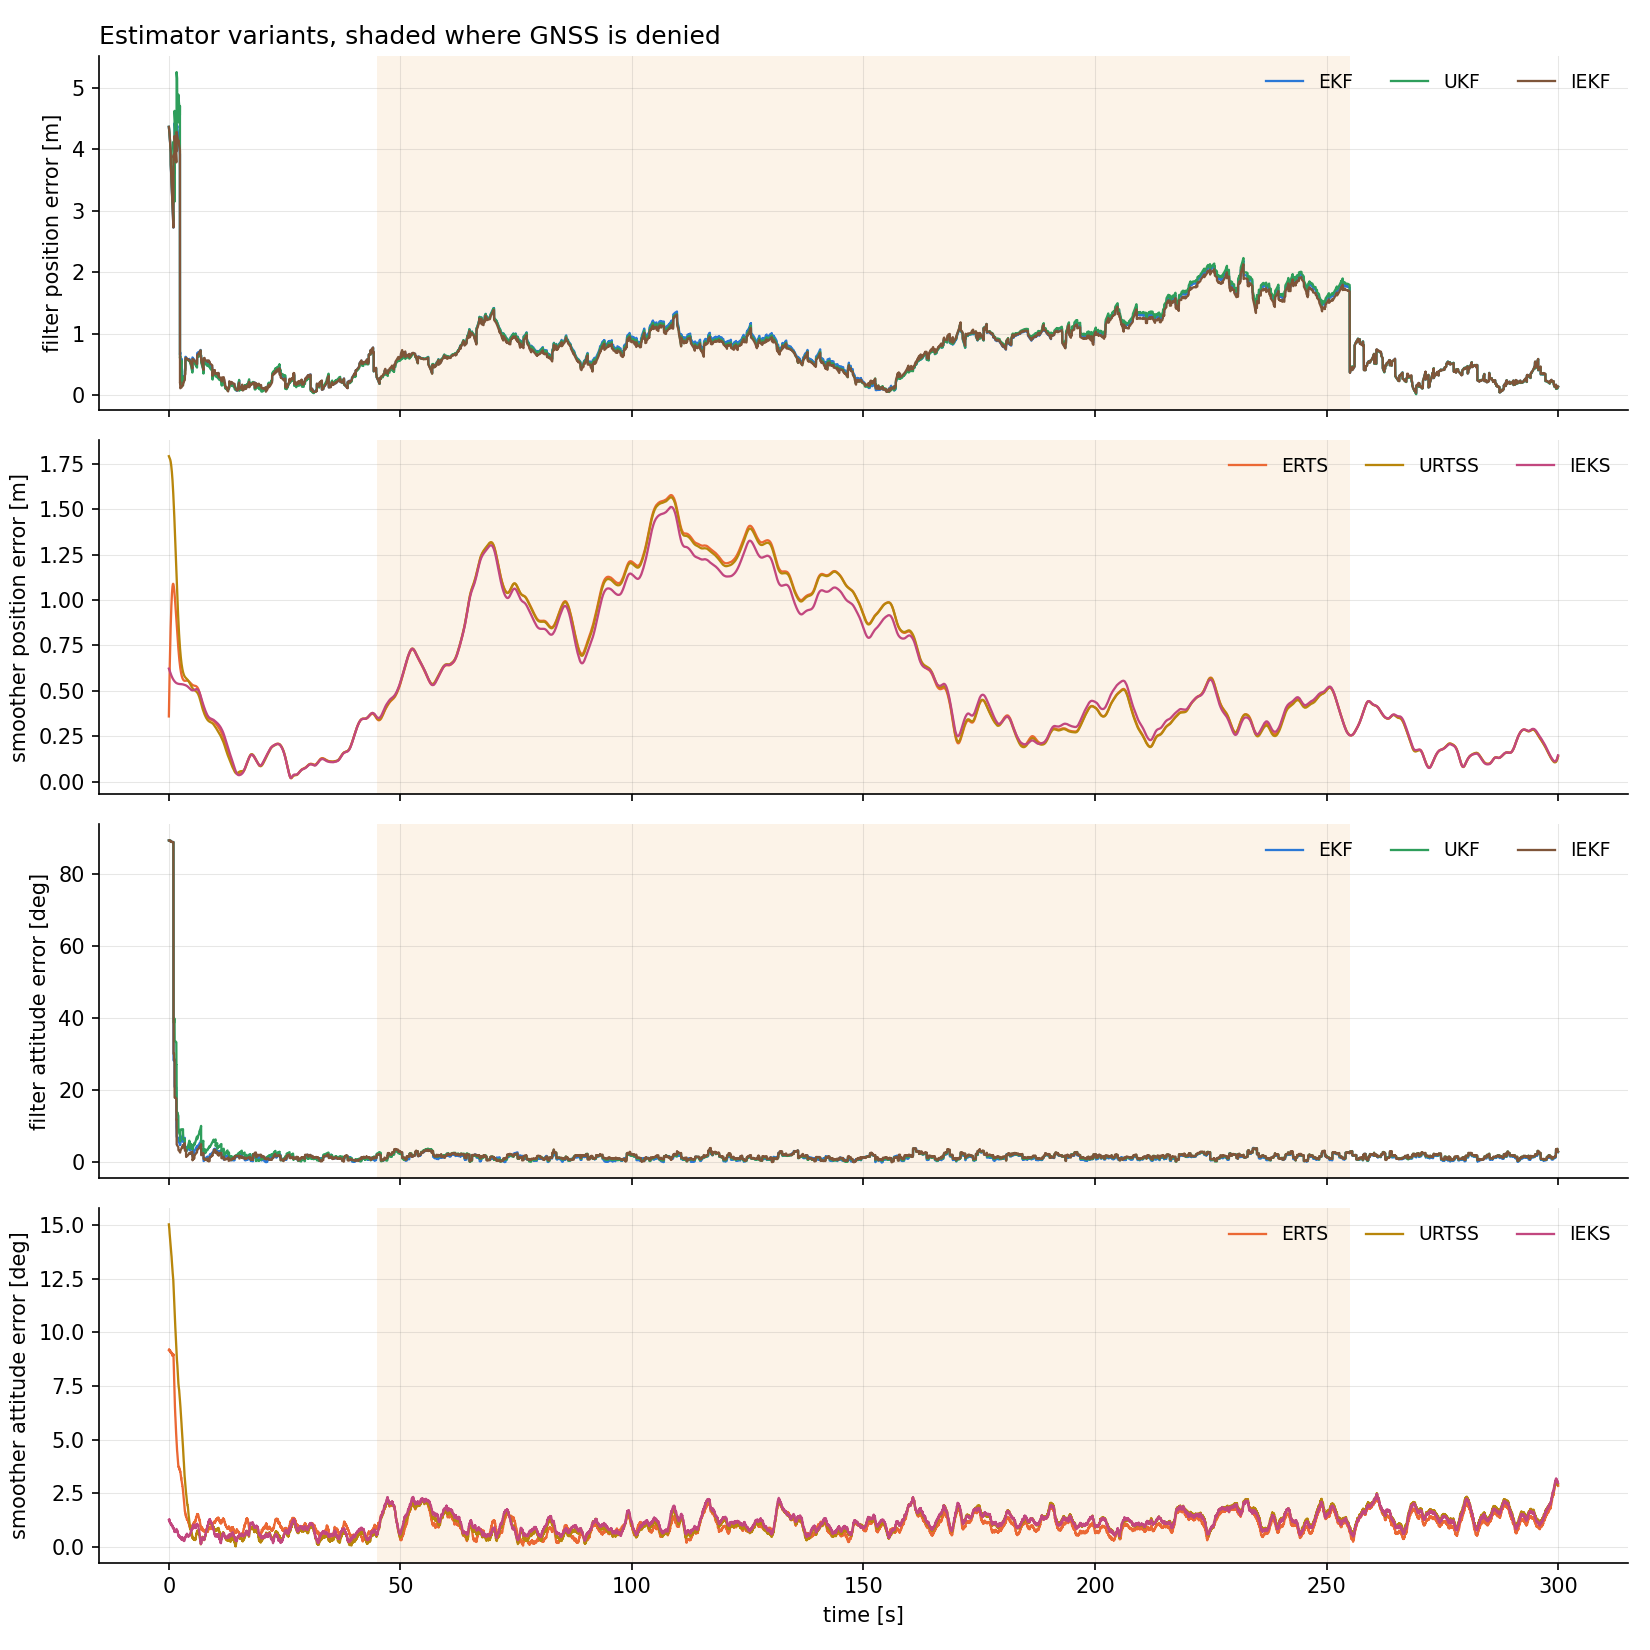 Estimator variants, shaded where GNSS is denied
filter position error [m]
5
4
3
2
1
0
EKF UKF IEKF
smoother position error [m]
1.75
1.50
1.25
1.00
0.75
0.50
0.25
0.00
ERTS URTSS IEKS
filter attitude error [deg]
80
60
40
20
0
EKF UKF IEKF
smoother attitude error [deg]
15.0
12.5
10.0
7.5
5.0
2.5
0.0
ERTS URTSS IEKS
0 50 100 150 200 250 300
time [s]